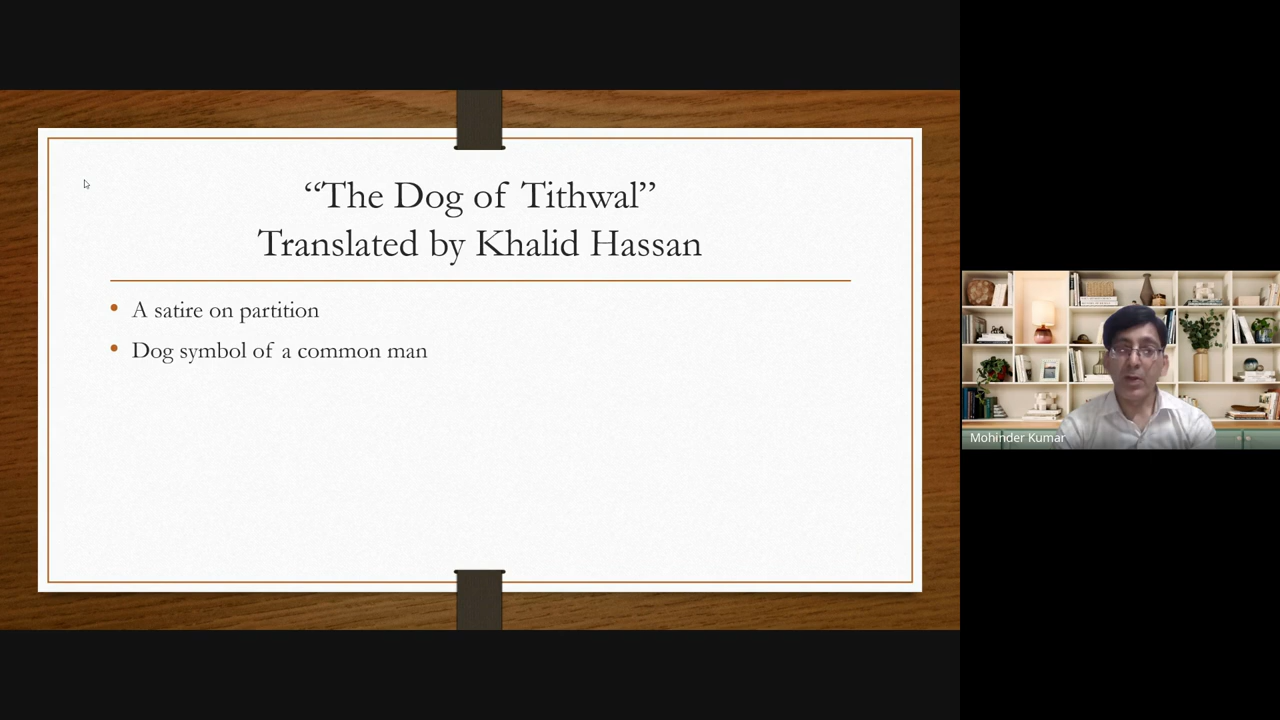 “The Dog of Tithwal”
Translated by Khalid Hassan
• A satire on partition
• Dog symbol of a common man
Mohinder Kumar